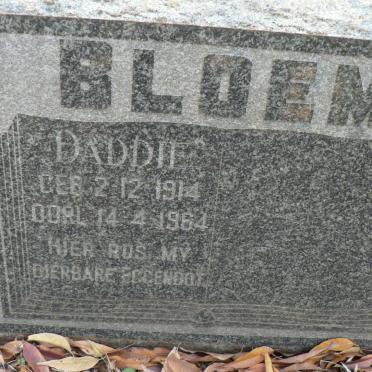 BLOEM
"DADDIE"
GEB. 2.12.1914
OORL. 14.4.1964
HIER RUS MY
DIERBARE EGGENOOT